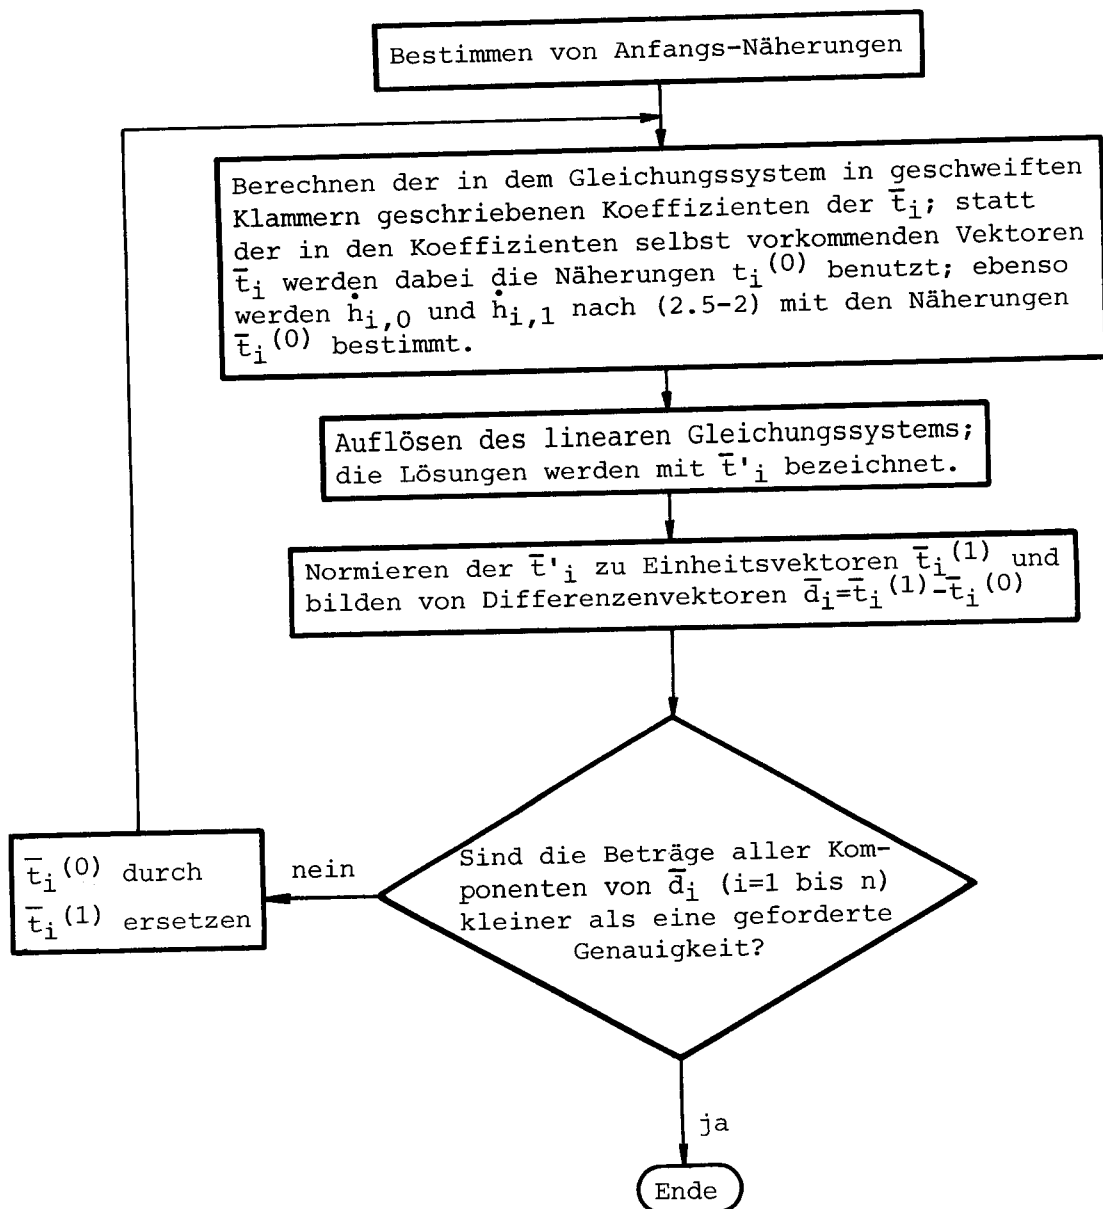 Bestimmen von Anfangs-Näherungen
Berechnen der in dem Gleichungssystem in geschweiften
Klammern geschriebenen Koeffizienten der t̄ᵢ; statt
der in den Koeffizienten selbst vorkommenden Vektoren
t̄ᵢ werden dabei die Näherungen tᵢ⁽⁰⁾ benutzt; ebenso
werden ḣᵢ,₀ und ḣᵢ,₁ nach (2.5-2) mit den Näherungen
t̄ᵢ⁽⁰⁾ bestimmt.
Auflösen des linearen Gleichungssystems;
die Lösungen werden mit t̄'ᵢ bezeichnet.
Normieren der t̄'ᵢ zu Einheitsvektoren t̄ᵢ⁽¹⁾ und
bilden von Differenzenvektoren d̄ᵢ=t̄ᵢ⁽¹⁾-t̄ᵢ⁽⁰⁾
Sind die Beträge aller Kom-
ponenten von d̄ᵢ (i=1 bis n)
kleiner als eine geforderte
Genauigkeit?
nein
t̄ᵢ⁽⁰⁾ durch
t̄ᵢ⁽¹⁾ ersetzen
ja
Ende